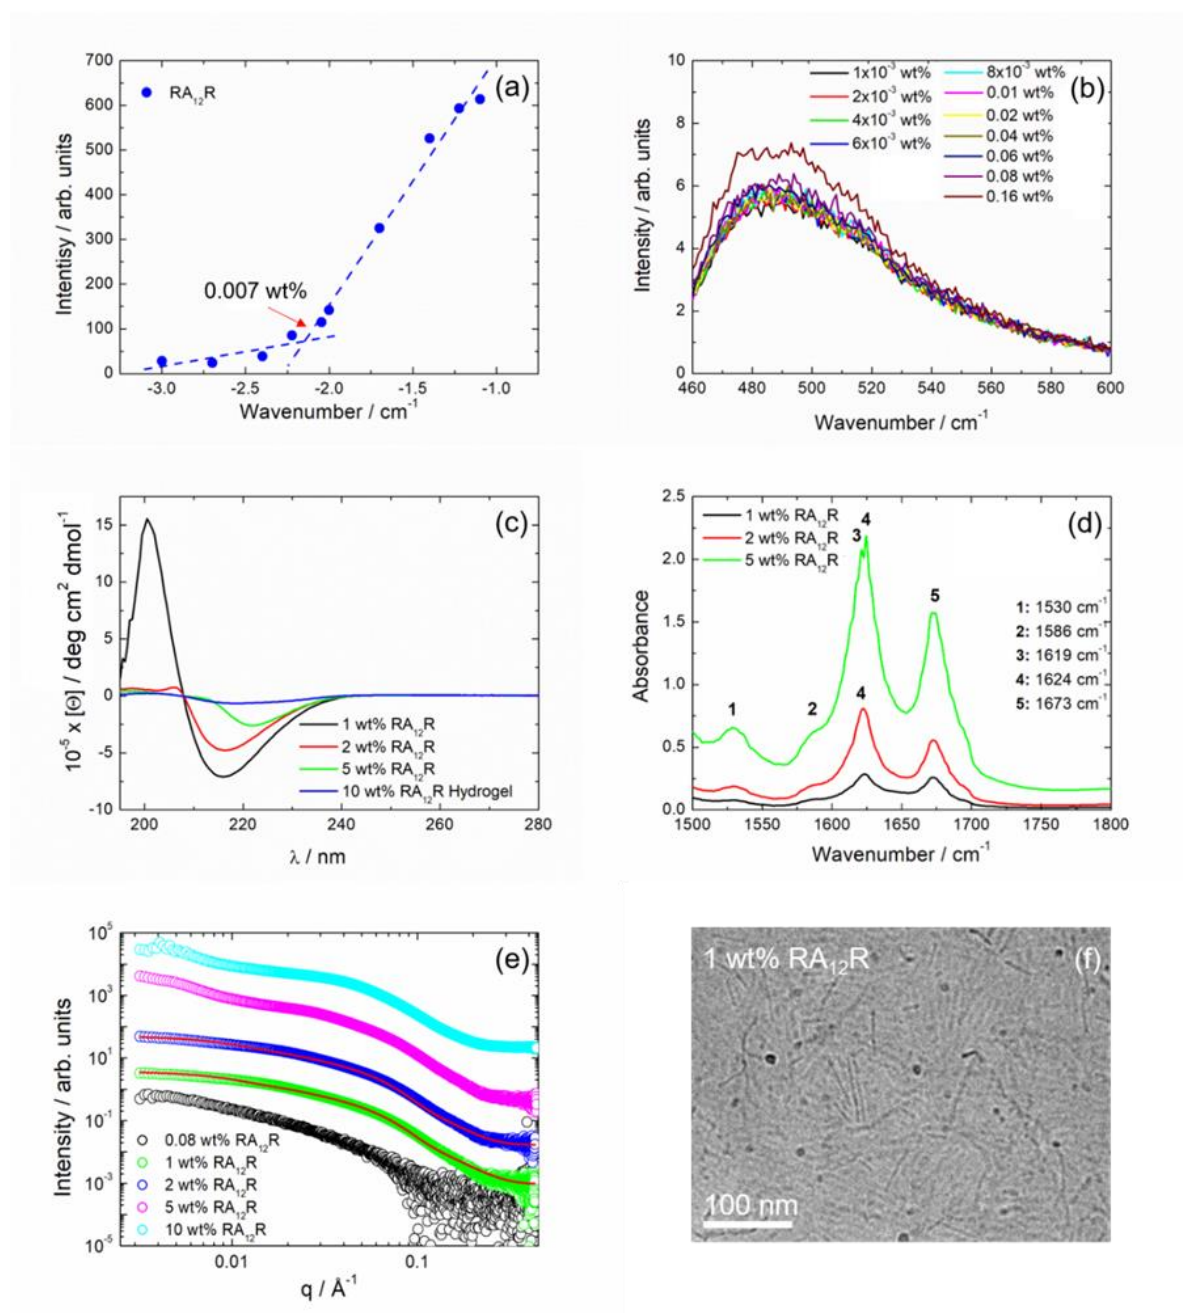 (a)
RA₁₂R
0.007 wt%
Intentisy / arb. units
700
600
500
400
300
200
100
0
-3.0 -2.5 -2.0 -1.5 -1.0
Wavenumber / cm⁻¹
(b)
1x10⁻³ wt%
2x10⁻³ wt%
4x10⁻³ wt%
6x10⁻³ wt%
8x10⁻³ wt%
0.01 wt%
0.02 wt%
0.04 wt%
0.06 wt%
0.08 wt%
0.16 wt%
Intensity / arb. units
10
8
6
4
2
0
460 480 500 520 540 560 580 600
Wavenumber / cm⁻¹
(c)
10⁻⁵ x [Θ] / deg cm² dmol⁻¹
15
10
5
0
-5
-10
1 wt% RA₁₂R
2 wt% RA₁₂R
5 wt% RA₁₂R
10 wt% RA₁₂R Hydrogel
200 220 240 260 280
λ / nm
(d)
1 wt% RA₁₂R
2 wt% RA₁₂R
5 wt% RA₁₂R
4
3
5
1
2
4
1: 1530 cm⁻¹
2: 1586 cm⁻¹
3: 1619 cm⁻¹
4: 1624 cm⁻¹
5: 1673 cm⁻¹
Absorbance
2.5
2.0
1.5
1.0
0.5
0.0
1500 1550 1600 1650 1700 1750 1800
Wavenumber / cm⁻¹
(e)
Intensity / arb. units
10⁵
10³
10¹
10⁻¹
10⁻³
10⁻⁵
0.08 wt% RA₁₂R
1 wt% RA₁₂R
2 wt% RA₁₂R
5 wt% RA₁₂R
10 wt% RA₁₂R
0.01 0.1
q / Å⁻¹
1 wt% RA₁₂R (f)
100 nm